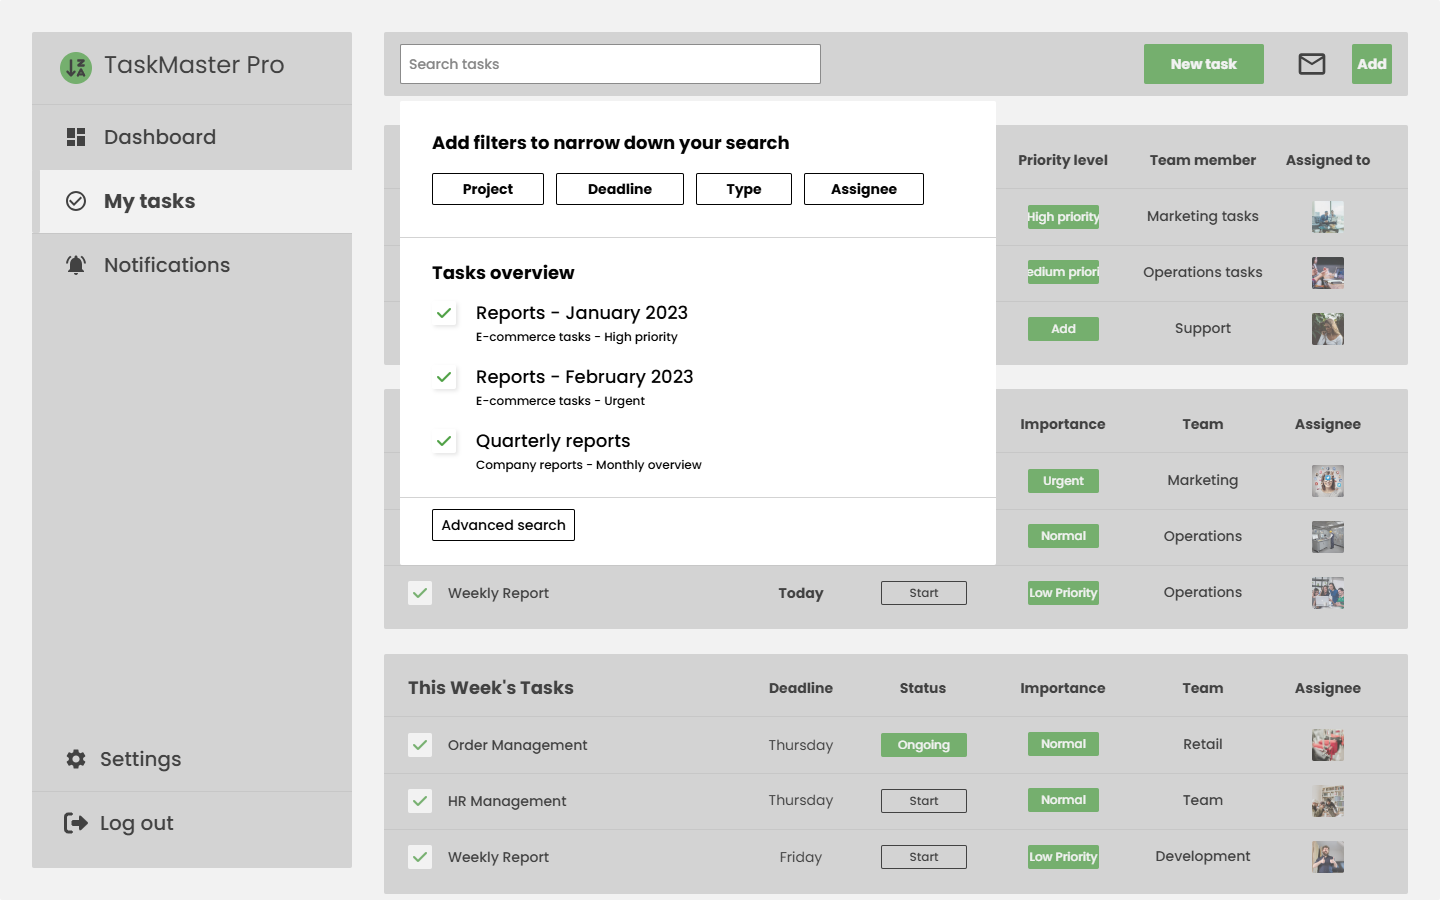 TaskMaster Pro
Dashboard
My tasks
Notifications
Settings
Log out
Search tasks
New task
Add
Add filters to narrow down your search
Project
Deadline
Type
Assignee
Tasks overview
Reports - January 2023
E-commerce tasks - High priority
Reports - February 2023
E-commerce tasks - Urgent
Quarterly reports
Company reports - Monthly overview
Advanced search
Priority level Team member Assigned to
High priority Marketing tasks
edium priori Operations tasks
Add Support
Importance Team Assignee
Urgent Marketing
Normal Operations
Weekly Report Today Start Low Priority Operations
This Week's Tasks Deadline Status Importance Team Assignee
Order Management Thursday Ongoing Normal Retail
HR Management Thursday Start Normal Team
Weekly Report Friday Start Low Priority Development